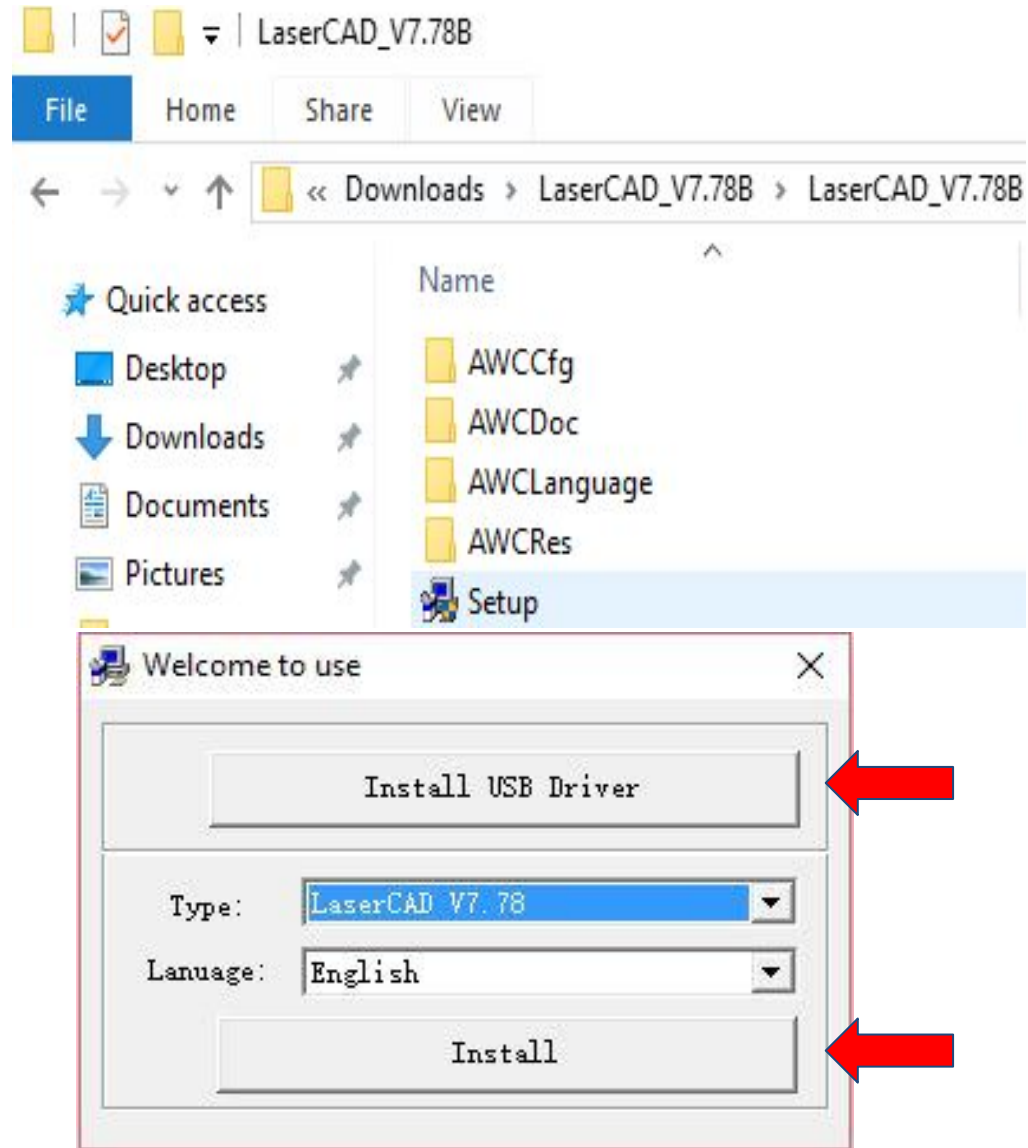 LaserCAD_V7.78B
File Home Share View
« Downloads > LaserCAD_V7.78B > LaserCAD_V7.78B
Name
Quick access
Desktop
Downloads
Documents
Pictures
AWCCfg
AWCDoc
AWCLanguage
AWCRes
Setup
Welcome to use
Install USB Driver
Type: LaserCAD V7.78
Lanuage: English
Install